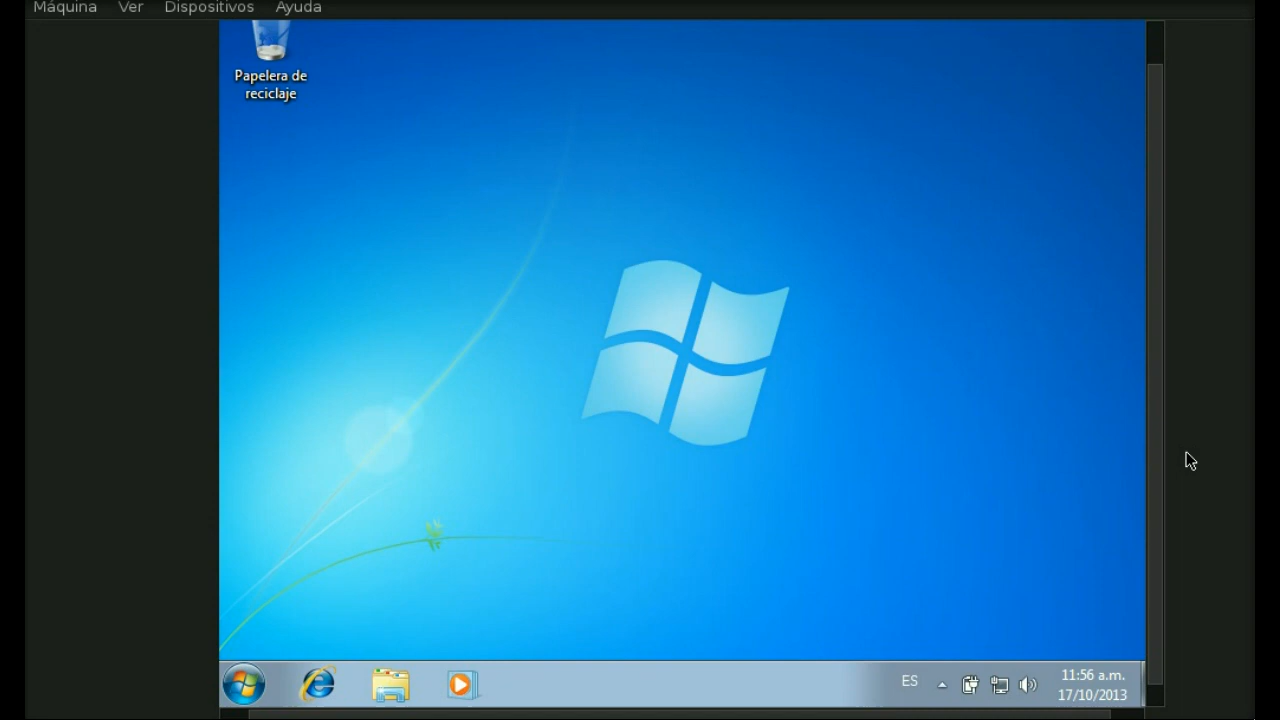 Máquina Ver Dispositivos Ayuda
Papelera de
reciclaje
ES
11:56 a.m.
17/10/2013